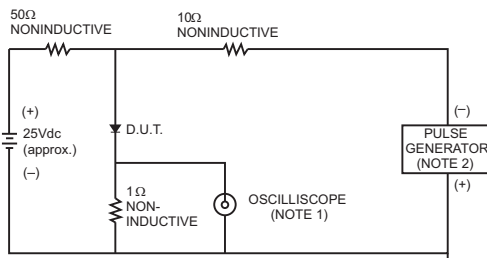 50Ω
NONINDUCTIVE
10Ω
NONINDUCTIVE
(+)
25Vdc
(approx.)
(–)
D.U.T.
1Ω
NON-
INDUCTIVE
OSCILLISCOPE
(NOTE 1)
(–)
PULSE
GENERATOR
(NOTE 2)
(+)